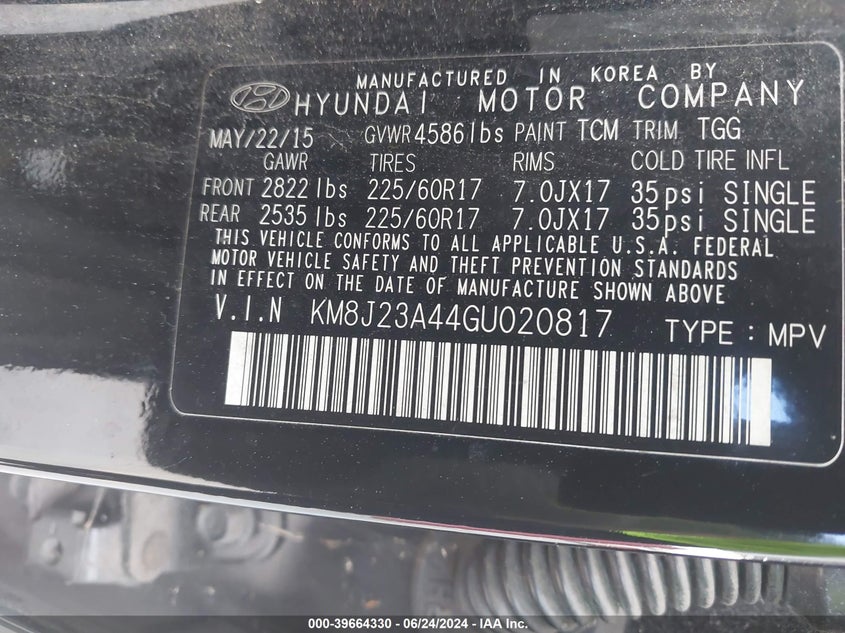 MANUFACTURED IN KOREA BY
HYUNDAI MOTOR COMPANY
MAY/22/15 GVWR 4586 lbs PAINT TCM TRIM TGG
GAWR TIRES RIMS COLD TIRE INFL
FRONT 2822 lbs 225/60R17 7.0JX17 35psi SINGLE
REAR 2535 lbs 225/60R17 7.0JX17 35psi SINGLE
THIS VEHICLE CONFORMS TO ALL APPLICABLE U.S.A. FEDERAL
MOTOR VEHICLE SAFETY AND THEFT PREVENTION STANDARDS
IN EFFECT ON THE DATE OF MANUFACTURE SHOWN ABOVE
V.I.N KM8J23A44GU020817 TYPE : MPV
000-39664330 - 06/24/2024 - IAA Inc.